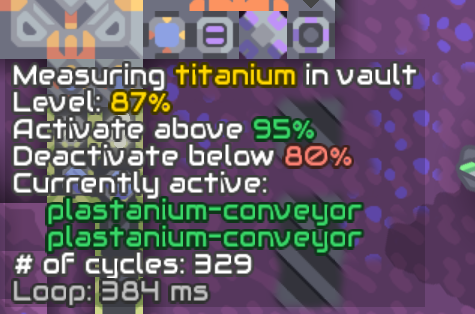 Measuring titanium in vault
Level: 87%
Activate above 95%
Deactivate below 80%
Currently active:
plastanium-conveyor
plastanium-conveyor
# of cycles: 329
Loop: 384 ms